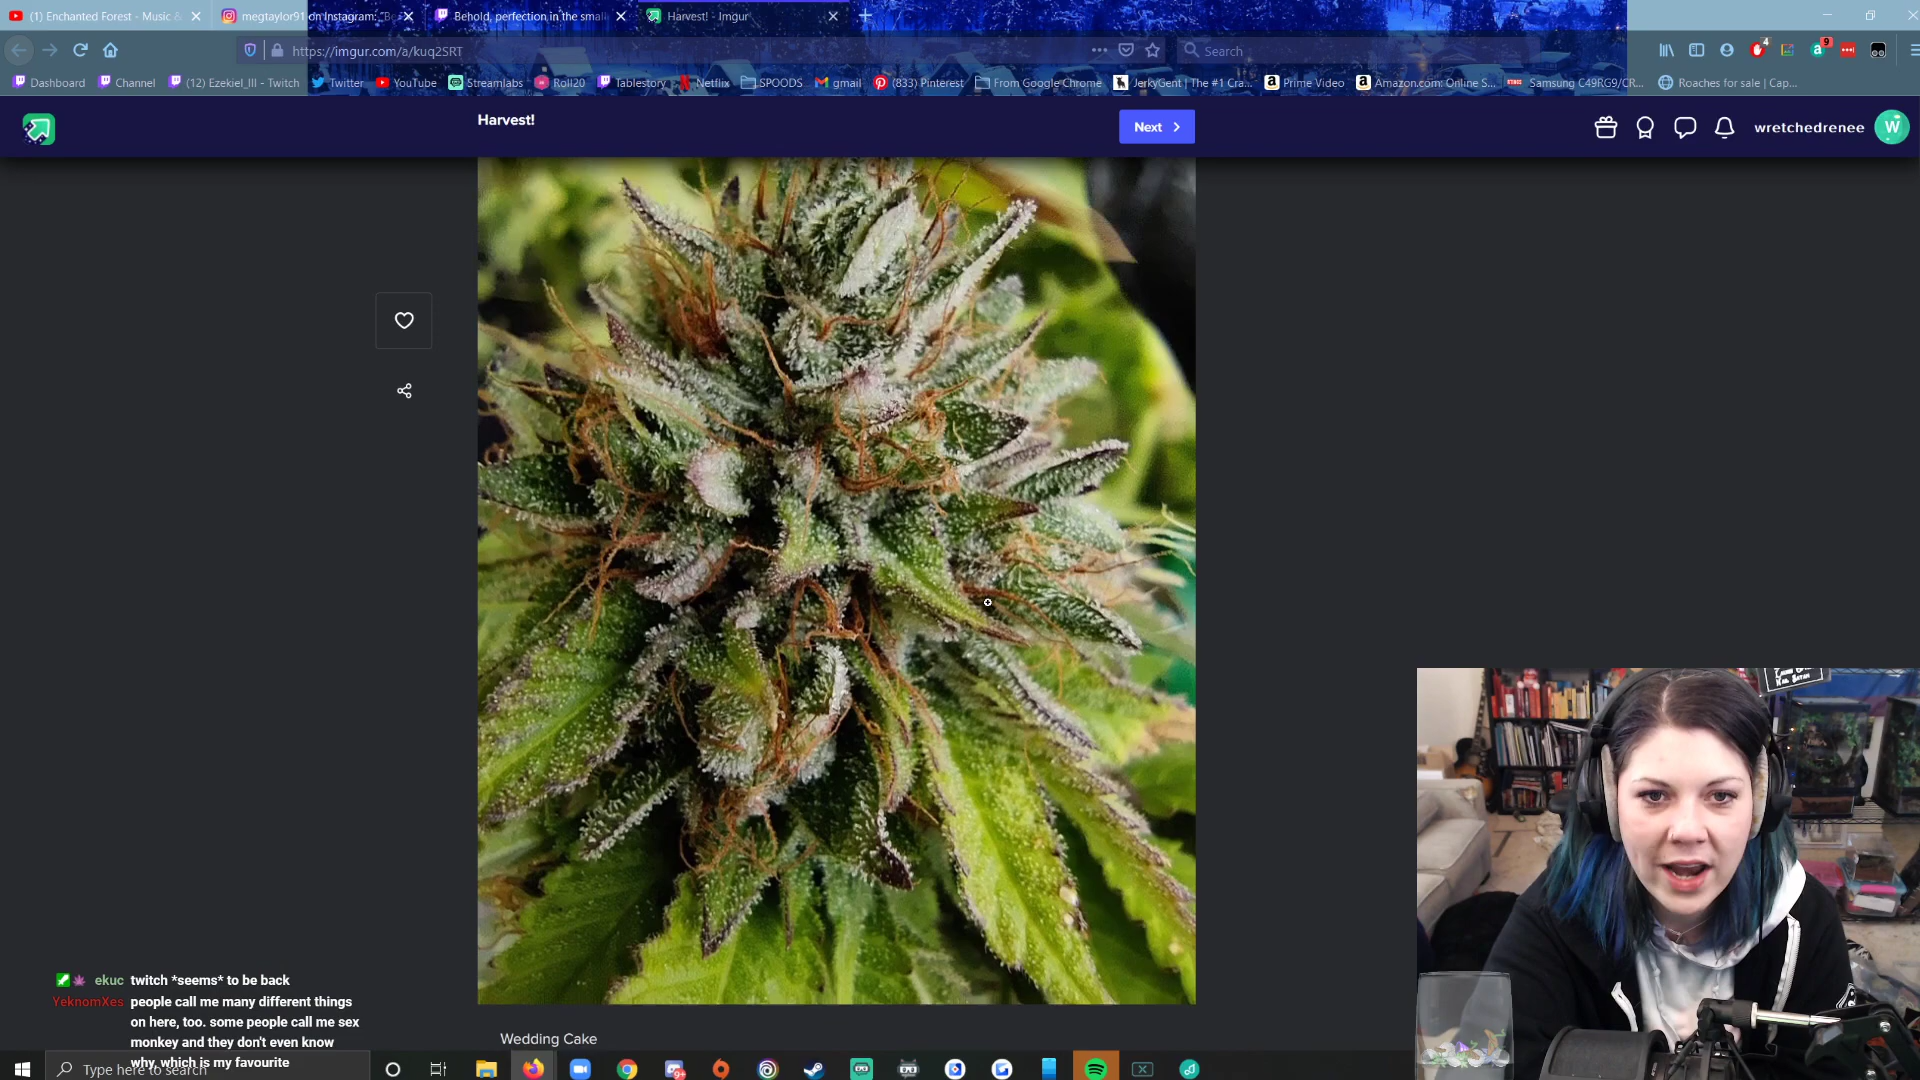 (1) Enchanted Forest - Music &
megtaylor91 on Instagram: "Be
Behold, perfection in the small
Harvest! - Imgur
https://imgur.com/a/kuq2SRT
Search
4
9
Dashboard
Channel
(12) Ezekiel_III - Twitch
Twitter
YouTube
Streamlabs
Roll20
Tablestory
Netflix
SPOODS
gmail
(833) Pinterest
From Google Chrome
JerkyGent | The #1 Cra...
Prime Video
Amazon.com: Online S...
Samsung C49RG9/CR...
Roaches for sale | Cap...
Harvest!
Next
wretchedrenee
W
ekuc twitch *seems* to be back
YeknomXes people call me many different things
on here, too. some people call me sex
monkey and they don't even know
why, which is my favourite
Wedding Cake
Type here to search
9+